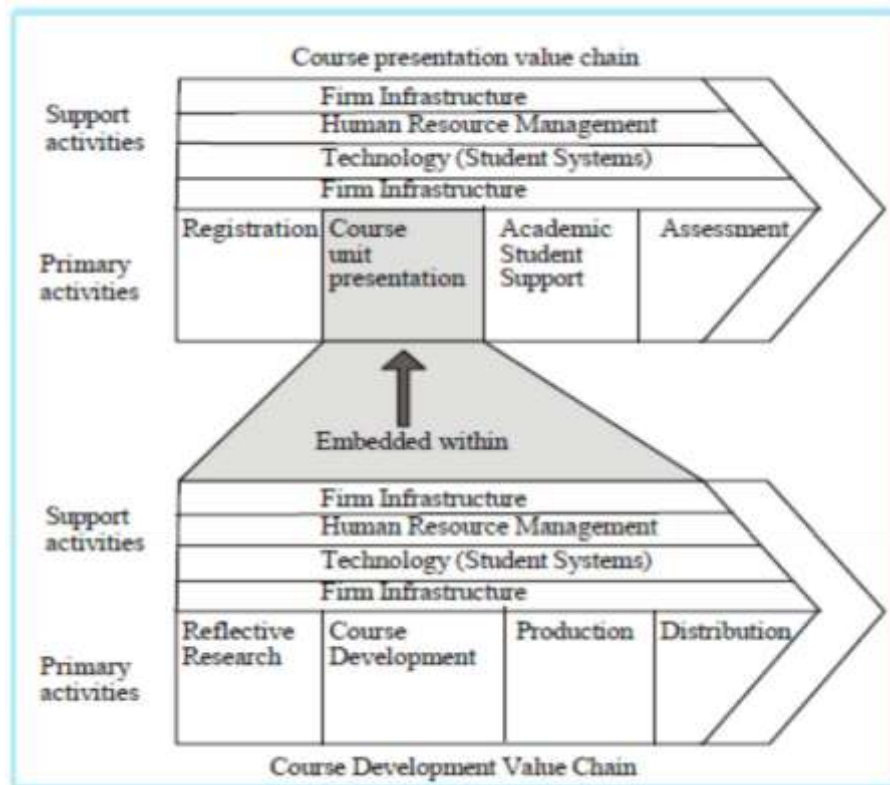 Course presentation value chain
Support
activities
Firm Infrastructure
Human Resource Management
Technology (Student Systems)
Firm Infrastructure
Primary
activities
Registration
Course
unit
presentation
Academic
Student
Support
Assessment
Embedded within
Support
activities
Firm Infrastructure
Human Resource Management
Technology (Student Systems)
Firm Infrastructure
Primary
activities
Reflective
Research
Course
Development
Production
Distribution
Course Development Value Chain